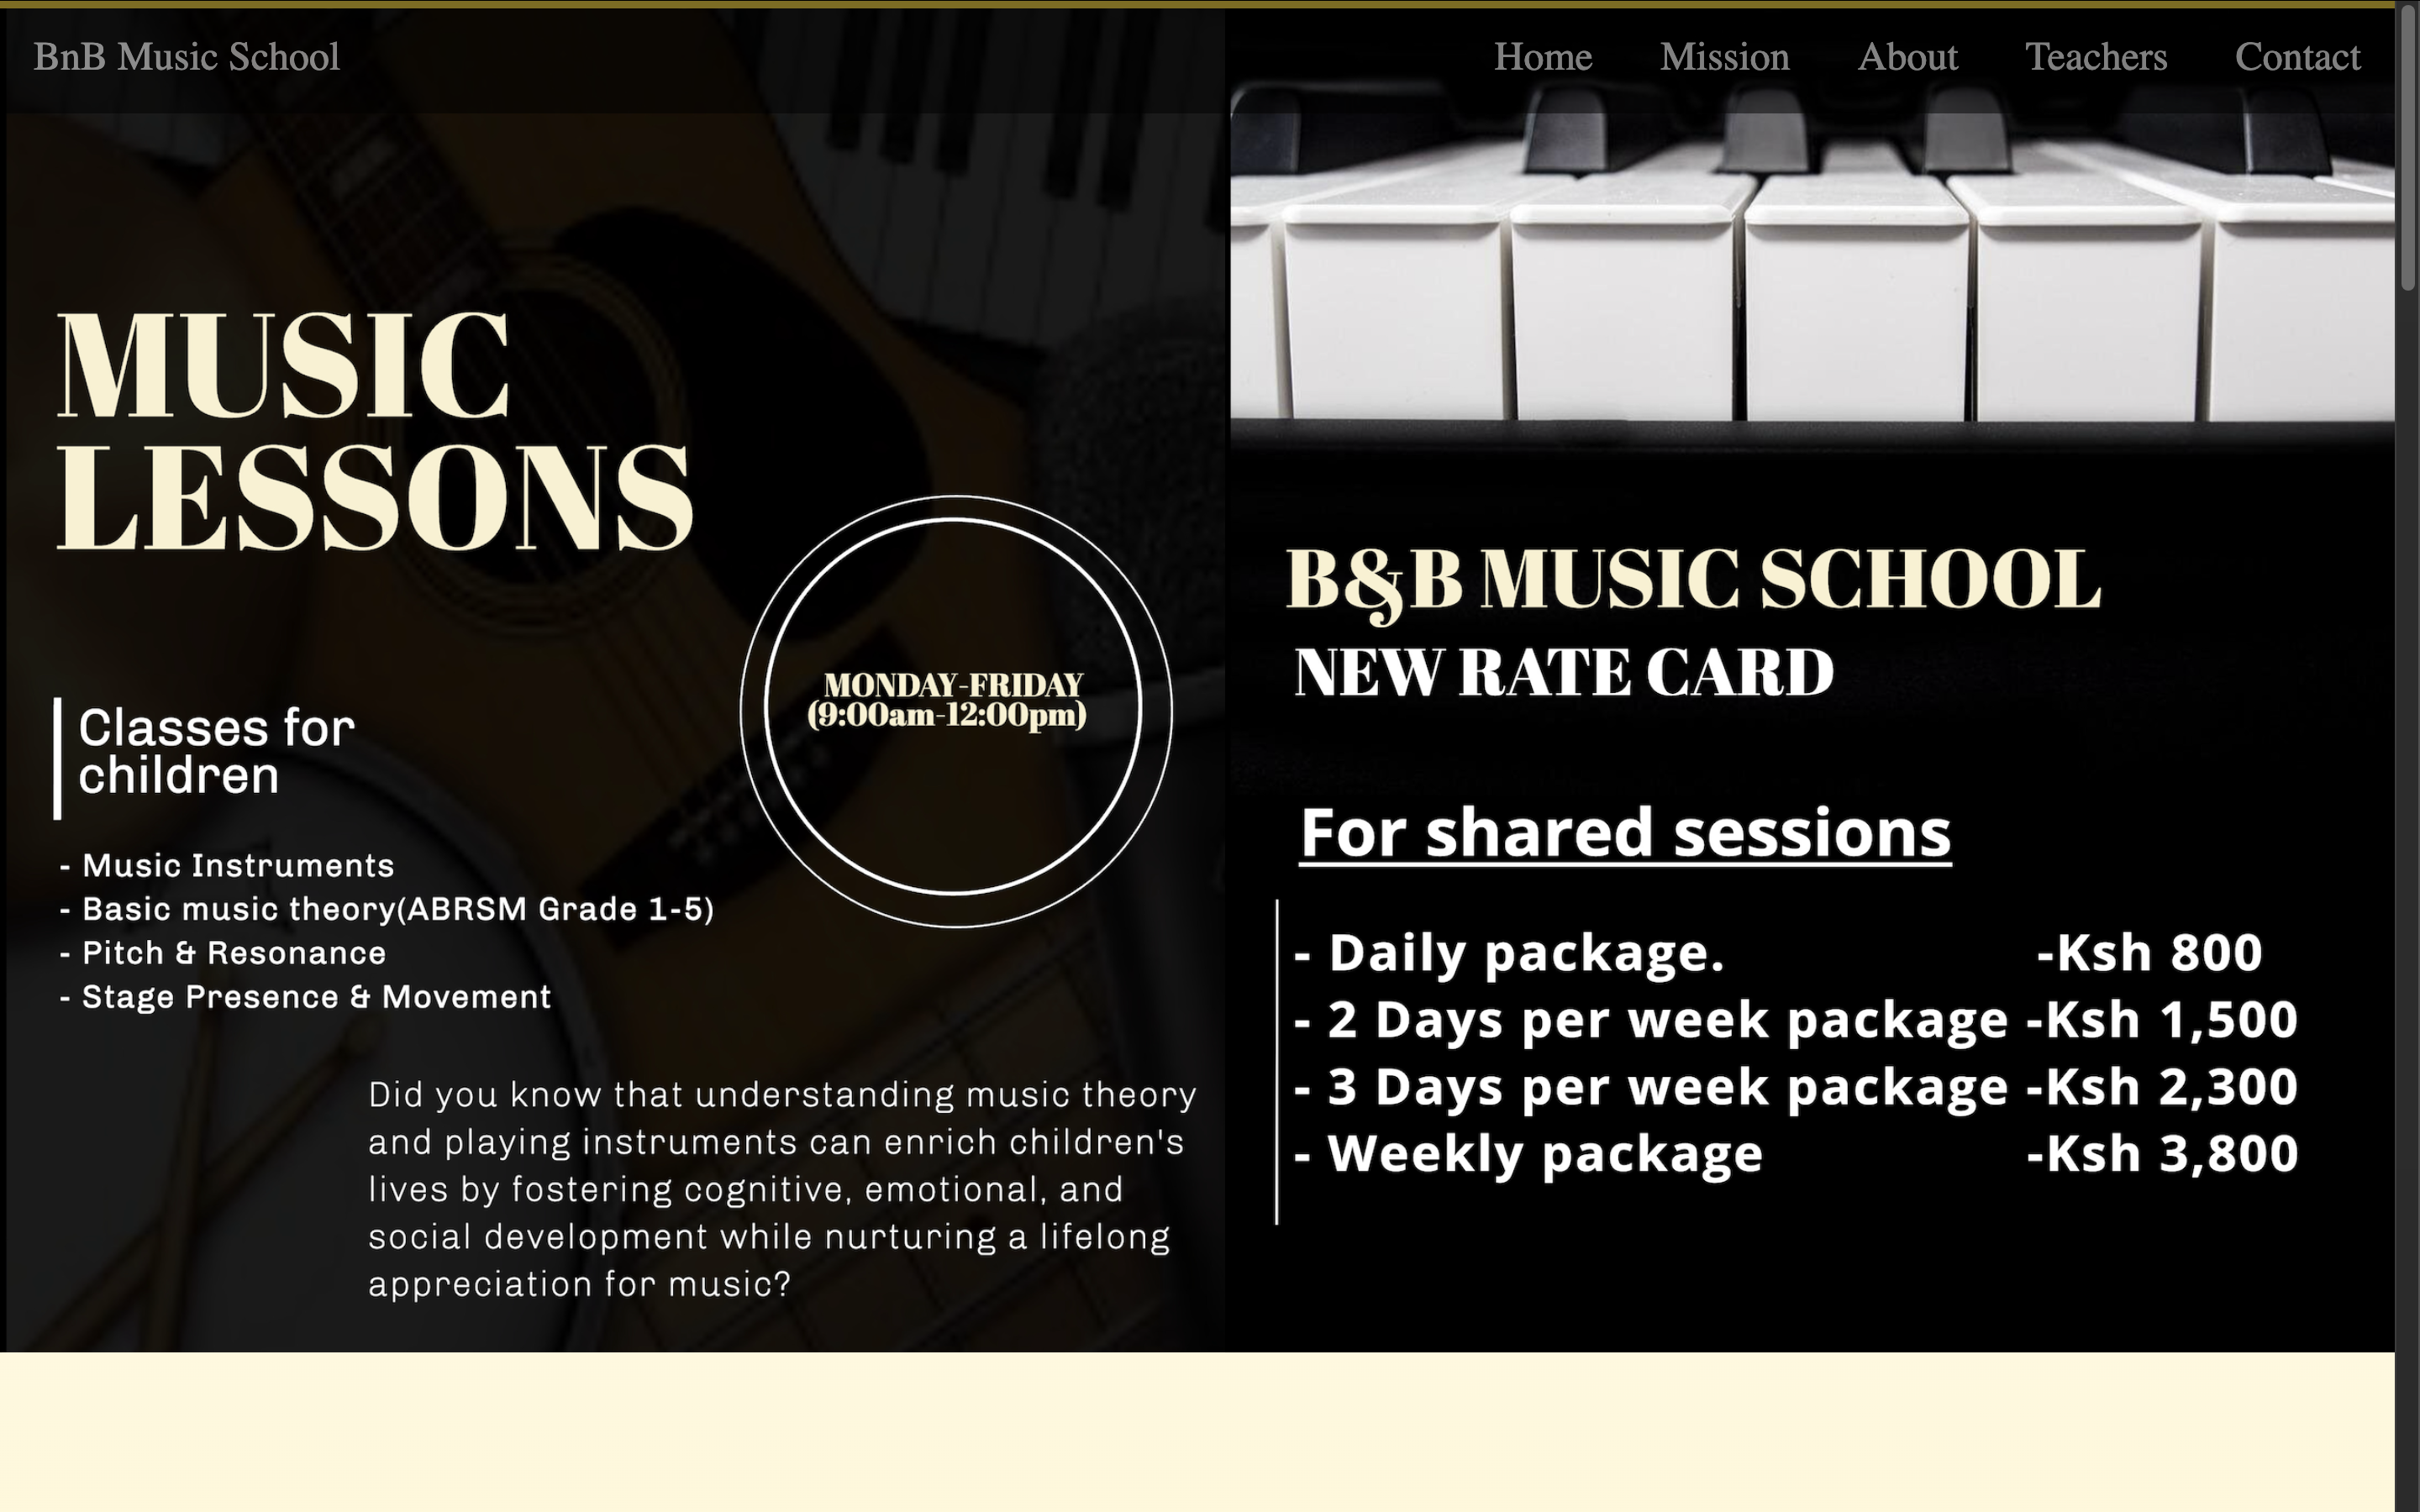 BnB Music School
Home Mission About Teachers Contact
MUSIC
LESSONS
MONDAY-FRIDAY
(9:00am-12:00pm)
Classes for
children
- Music Instruments
- Basic music theory(ABRSM Grade 1-5)
- Pitch & Resonance
- Stage Presence & Movement
Did you know that understanding music theory
and playing instruments can enrich children's
lives by fostering cognitive, emotional, and
social development while nurturing a lifelong
appreciation for music?
B&B MUSIC SCHOOL
NEW RATE CARD
For shared sessions
- Daily package. -Ksh 800
- 2 Days per week package -Ksh 1,500
- 3 Days per week package -Ksh 2,300
- Weekly package -Ksh 3,800